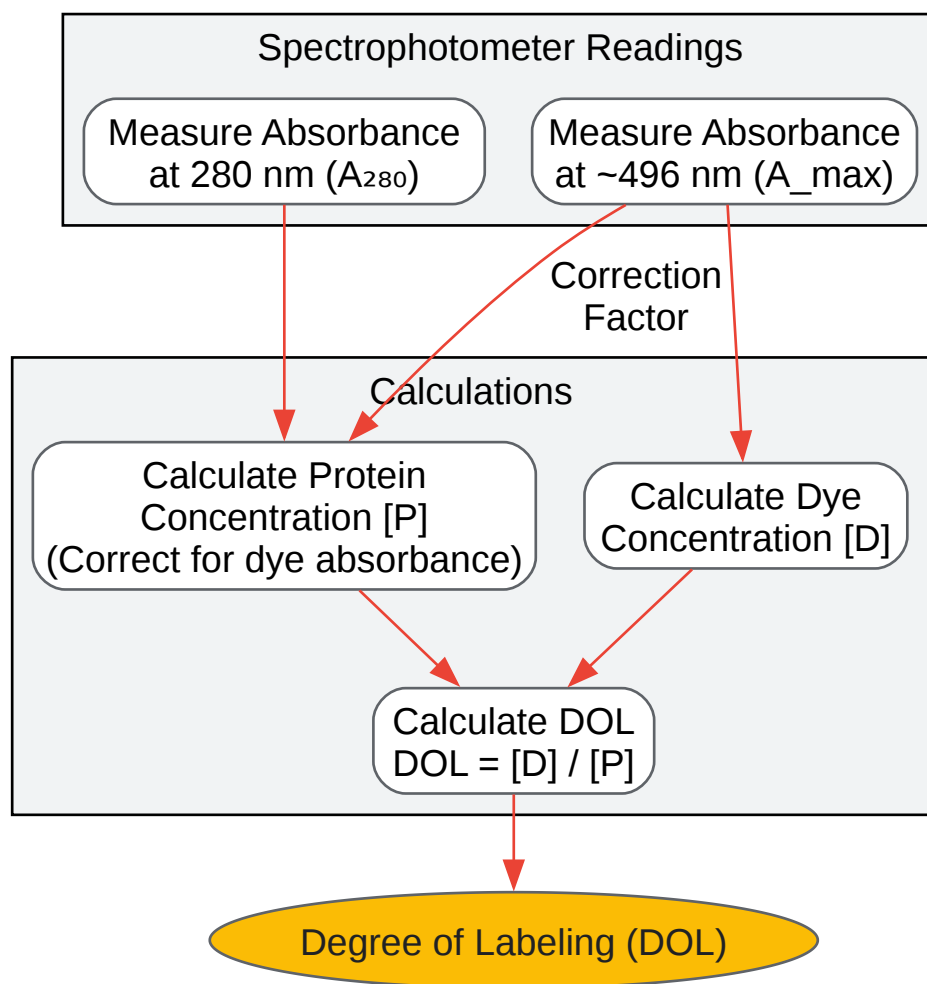 Spectrophotometer Readings
Measure Absorbance
at 280 nm (A₂₈₀)
Measure Absorbance
at ~496 nm (A_max)
Correction
Factor
Calculations
Calculate Protein
Concentration [P]
(Correct for dye absorbance)
Calculate Dye
Concentration [D]
Calculate DOL
DOL = [D] / [P]
Degree of Labeling (DOL)